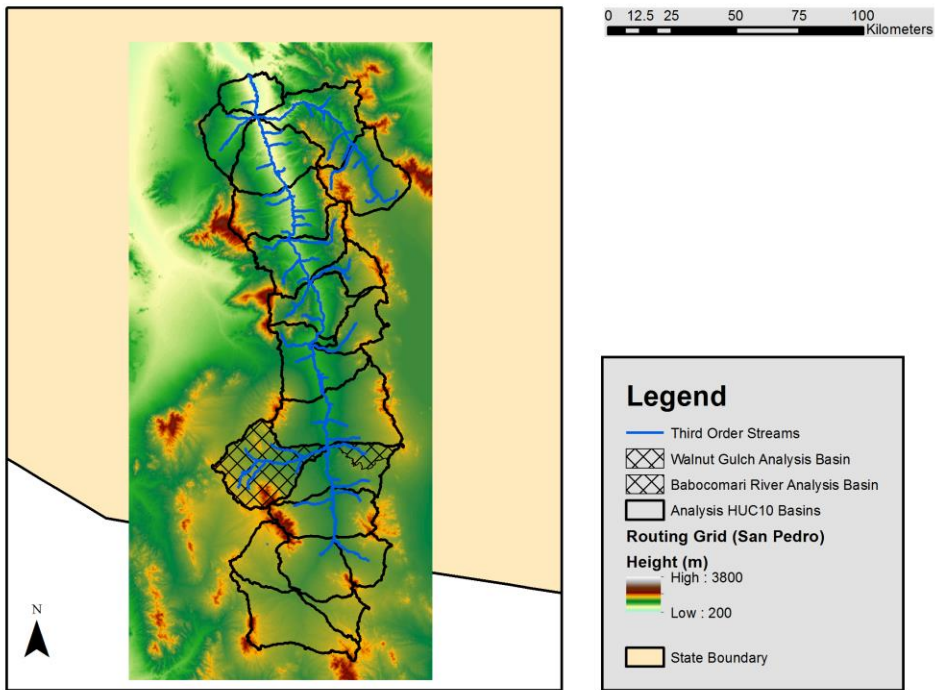 0 12.5 25 50 75 100
Kilometers
Legend
Third Order Streams
Walnut Gulch Analysis Basin
Babocomari River Analysis Basin
Analysis HUC10 Basins
Routing Grid (San Pedro)
Height (m)
High : 3800
Low : 200
State Boundary
N